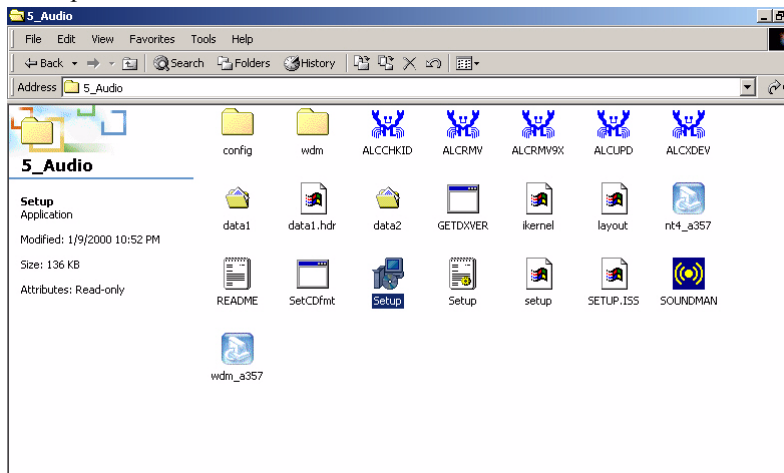 5_Audio
File Edit View Favorites Tools Help
Back Search Folders History
Address 5_Audio
5_Audio
Setup
Application
Modified: 1/9/2000 10:52 PM
Size: 136 KB
Attributes: Read-only
config wdm ALCCHKID ALCRMV ALCRMV9X ALCUPD ALCXDEV
data1 data1.hdr data2 GETDXVER ikernel layout nt4_a357
README SetCDfmt Setup Setup setup SETUP.ISS SOUNDMAN
wdm_a357